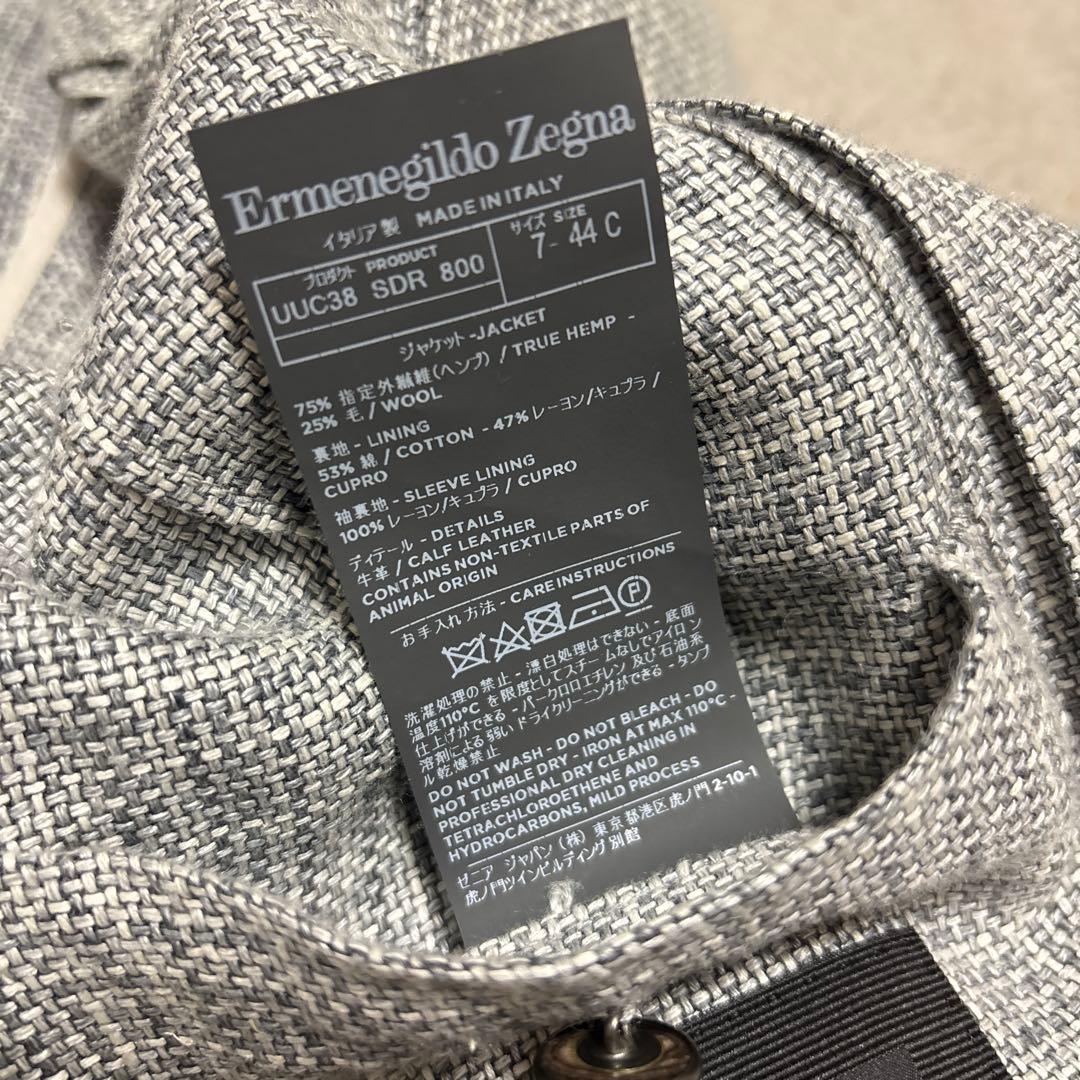 Ermenegildo Zegna
イタリア製 MADE IN ITALY
プロダクト PRODUCT
UUC38 SDR 800
サイズ SIZE
7- 44 C
ジャケット-JACKET
75% 指定外繊維(ヘンプ) / TRUE HEMP -
25% 毛 / WOOL
裏地 - LINING
53% 綿 / COTTON - 47% レーヨン/キュプラ /
CUPRO
袖裏地 - SLEEVE LINING
100% レーヨン/キュプラ / CUPRO
ディテール - DETAILS
牛革 / CALF LEATHER
CONTAINS NON-TEXTILE PARTS OF
ANIMAL ORIGIN
お手入れ方法 - CARE INSTRUCTIONS
P
洗濯処理の禁止 - 漂白処理はできない - 底面
温度110°C を限度としてスチームなしでアイロン
仕上げができる - パークロロエチレン 及び 石油系
溶剤による 弱い ドライクリーニングができる - タンブ
ル乾燥禁止
DO NOT WASH - DO NOT BLEACH - DO
NOT TUMBLE DRY - IRON AT MAX 110°C -
PROFESSIONAL DRY CLEANING IN
TETRACHLOROETHENE AND
HYDROCARBONS, MILD PROCESS
ゼニア ジャパン (株) 東京都港区虎ノ門 2-10-1
虎ノ門ツインビルディング 別館